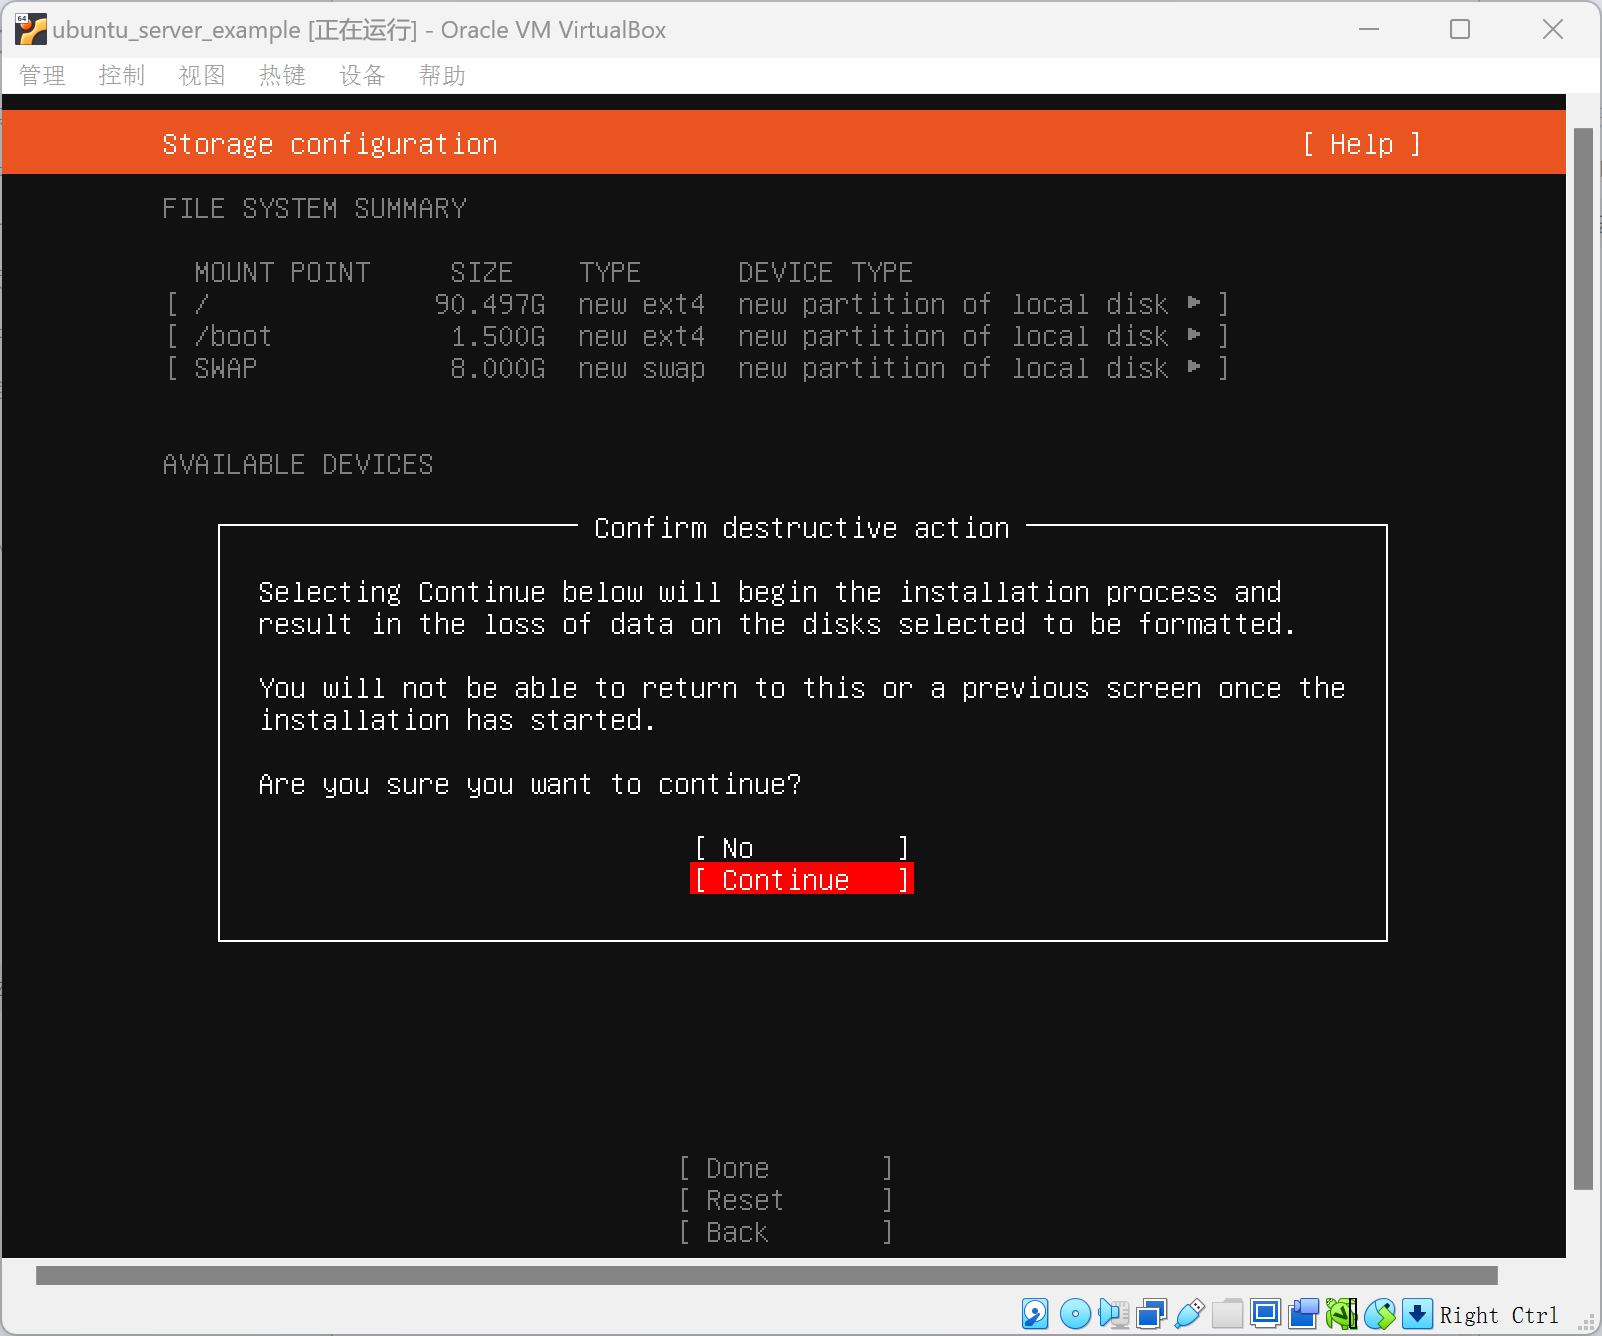 ubuntu_server_example [正在运行] - Oracle VM VirtualBox
管理 控制 视图 热键 设备 帮助
Storage configuration [ Help ]
FILE SYSTEM SUMMARY
MOUNT POINT SIZE TYPE DEVICE TYPE
[ / 90.497G new ext4 new partition of local disk ▸ ]
[ /boot 1.500G new ext4 new partition of local disk ▸ ]
[ SWAP 8.000G new swap new partition of local disk ▸ ]
AVAILABLE DEVICES
Confirm destructive action
Selecting Continue below will begin the installation process and
result in the loss of data on the disks selected to be formatted.
You will not be able to return to this or a previous screen once the
installation has started.
Are you sure you want to continue?
[ No ]
[ Continue ]
[ Done ]
[ Reset ]
[ Back ]
Right Ctrl